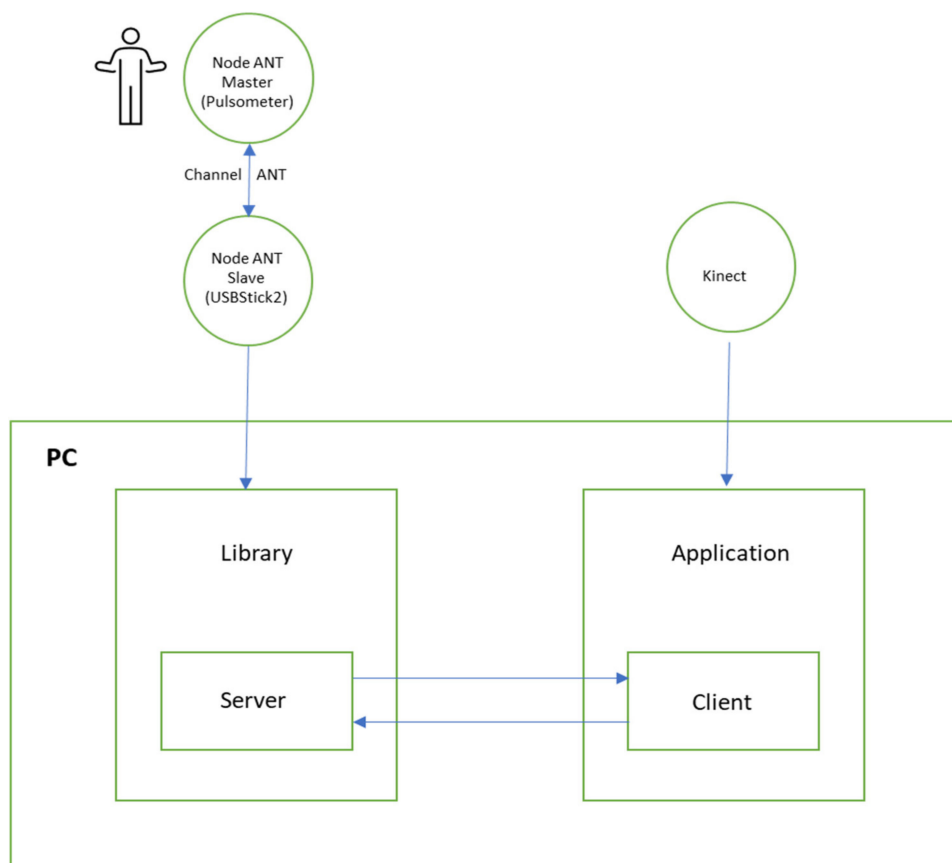 Node ANT
Master
(Pulsometer)
Channel ANT
Node ANT
Slave
(USBStick2)
Kinect
PC
Library
Application
Server
Client